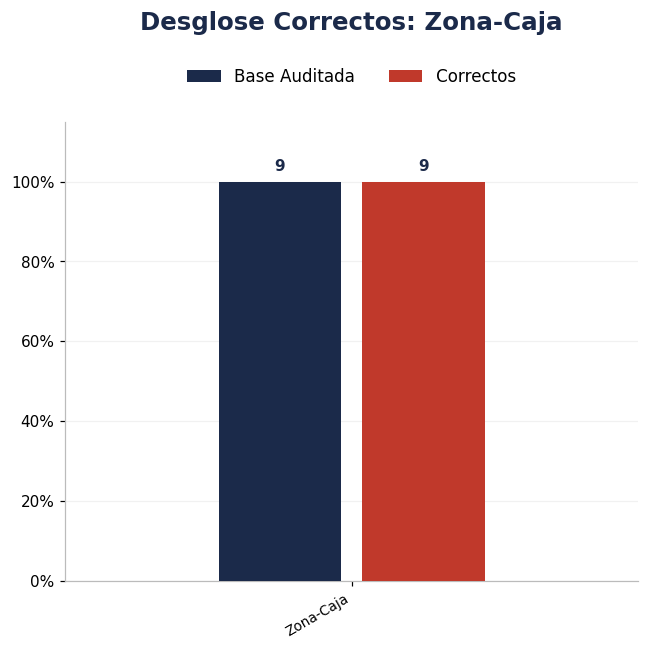 Desglose Correctos: Zona-Caja
Base Auditada
Correctos
9
9
100%
80%
60%
40%
20%
0%
Zona-Caja